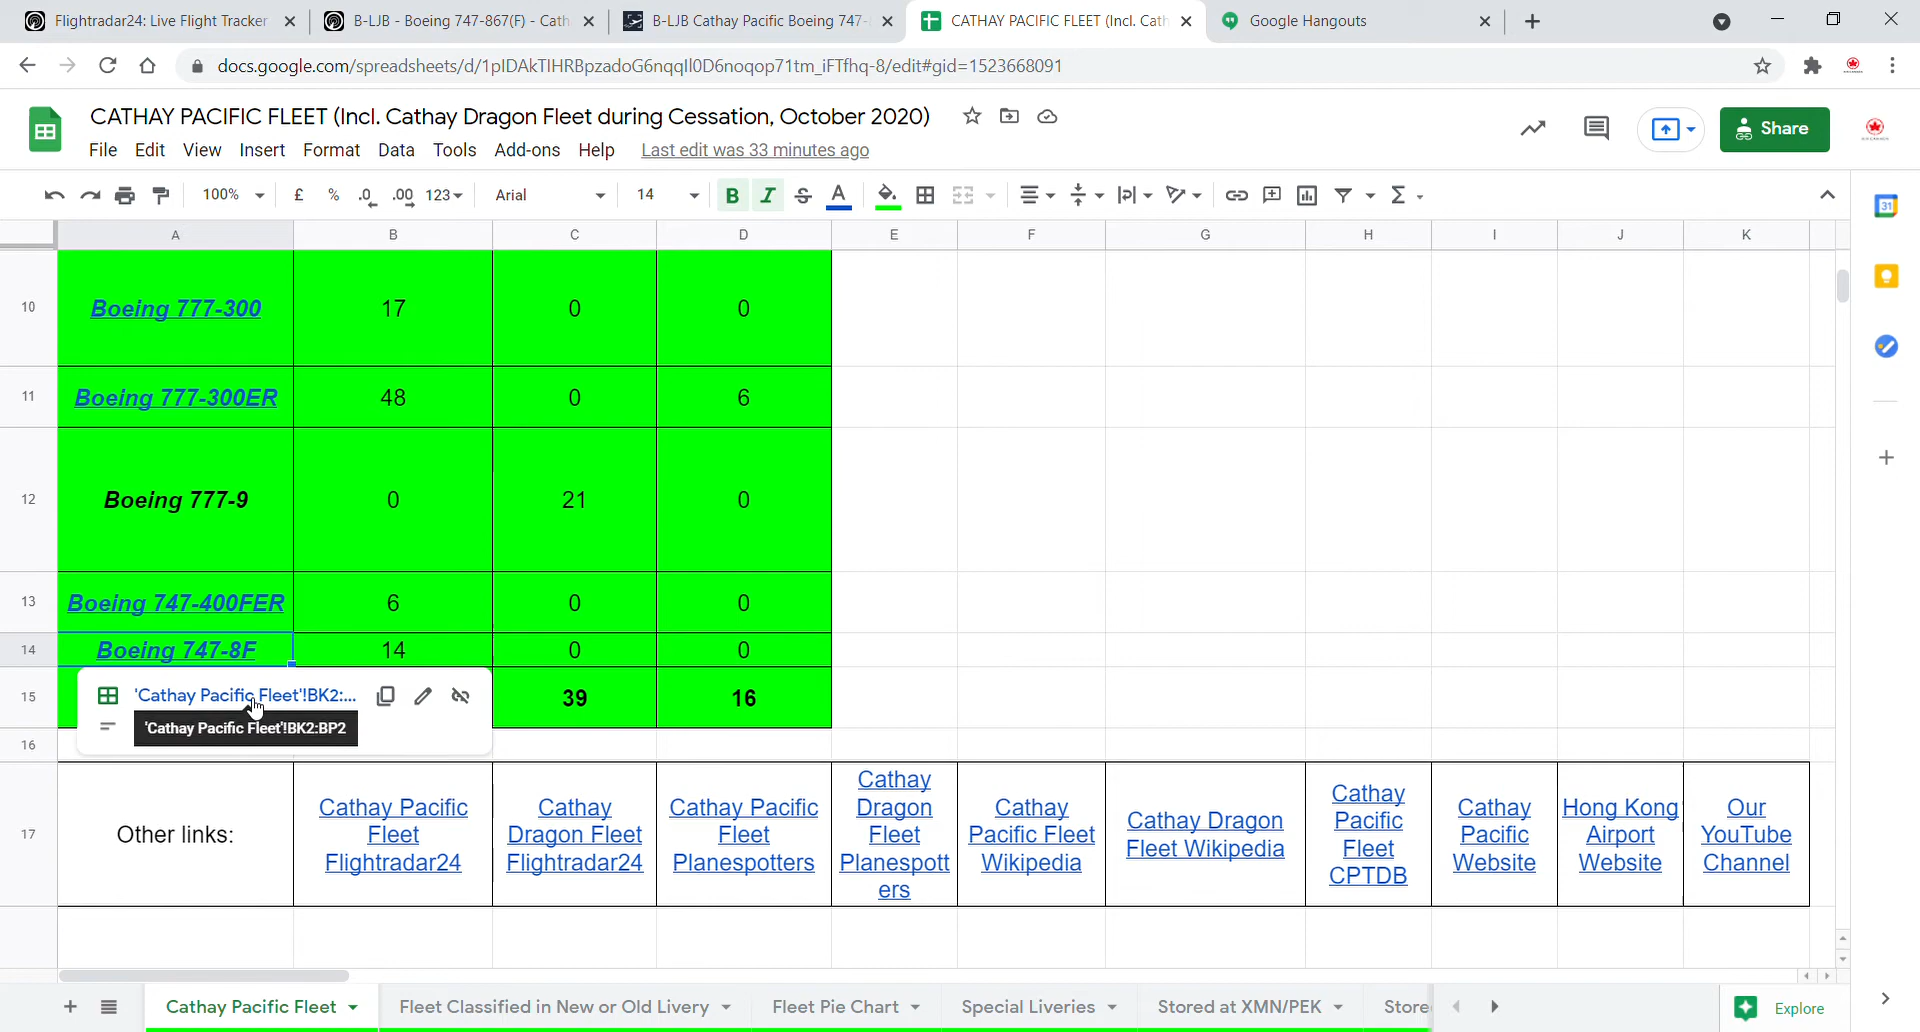 Flightradar24: Live Flight Tracker
B-LJB - Boeing 747-867(F) - Cath
B-LJB Cathay Pacific Boeing 747-
CATHAY PACIFIC FLEET (Incl. Cath
Google Hangouts
docs.google.com/spreadsheets/d/1pIDAkTIHRBpzadoG6nqqIl0D6noqop71tm_iFTfhq-8/edit#gid=1523668091
CATHAY PACIFIC FLEET (Incl. Cathay Dragon Fleet during Cessation, October 2020)
Share
File Edit View Insert Format Data Tools Add-ons Help Last edit was 33 minutes ago
100% £ % .0 .00 123 Arial 14 B I S A Σ
31
A B C D E F G H I J K
10 Boeing 777-300 17 0 0
11 Boeing 777-300ER 48 0 6
12 Boeing 777-9 0 21 0
13 Boeing 747-400FER 6 0 0
14 Boeing 747-8F 14 0 0
15 39 16
'Cathay Pacific Fleet'!BK2:...
'Cathay Pacific Fleet'!BK2:BP2
16
17
Other links:
Cathay Pacific
Fleet
Flightradar24
Cathay
Dragon Fleet
Flightradar24
Cathay Pacific
Fleet
Planespotters
Cathay
Dragon
Fleet
Planespott
ers
Cathay
Pacific Fleet
Wikipedia
Cathay Dragon
Fleet Wikipedia
Cathay
Pacific
Fleet
CPTDB
Cathay
Pacific
Website
Hong Kong
Airport
Website
Our
YouTube
Channel
Cathay Pacific Fleet Fleet Classified in New or Old Livery Fleet Pie Chart Special Liveries Stored at XMN/PEK Store
Explore